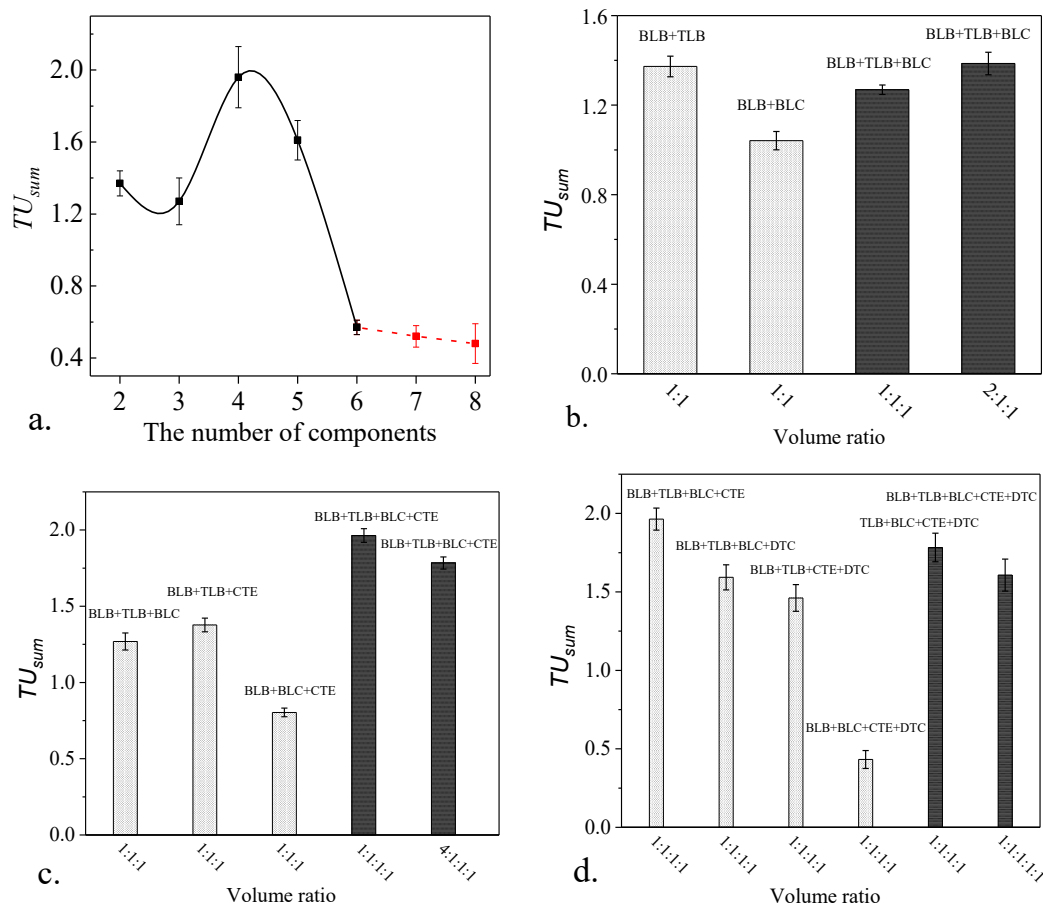 2.0
1.6
1.2
0.8
0.4
TUsum
2 3 4 5 6 7 8
The number of components
a.
1.6
1.2
0.8
0.4
0.0
TUsum
BLB+TLB
BLB+BLC
BLB+TLB+BLC
BLB+TLB+BLC
1:1 1:1 1:1:1 2:1:1
Volume ratio
b.
2.0
1.5
1.0
0.5
0.0
TUsum
BLB+TLB+BLC
BLB+TLB+CTE
BLB+BLC+CTE
BLB+TLB+BLC+CTE
BLB+TLB+BLC+CTE
1:1:1 1:1:1 1:1:1 1:1:1:1 4:1:1:1
Volume ratio
c.
2.0
1.5
1.0
0.5
0.0
TUsum
BLB+TLB+BLC+CTE
BLB+TLB+BLC+DTC
BLB+TLB+CTE+DTC
BLB+BLC+CTE+DTC
BLB+TLB+BLC+CTE+DTC
TLB+BLC+CTE+DTC
1:1:1:1 1:1:1:1 1:1:1:1 1:1:1:1 1:1:1:1 1:1:1:1:1
Volume ratio
d.